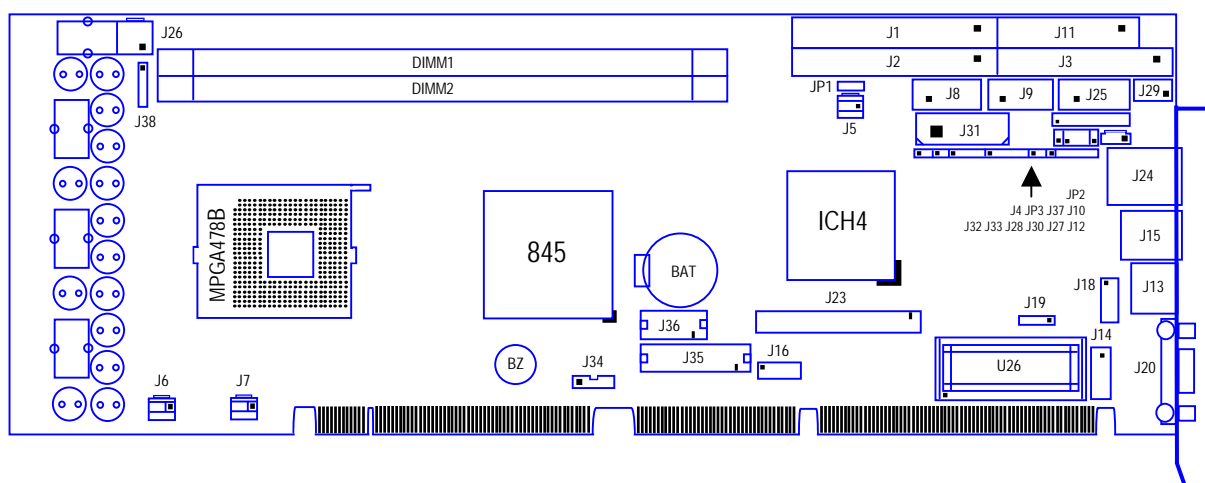 J26
J1
J11
DIMM1
J2
J3
DIMM2
JP1
J8
J9
J25
J29
J38
J5
J31
MPGA478B
J24
JP2
J4 JP3 J37 J10
J32 J33 J28 J30 J27 J12
ICH4
845
J15
BAT
J18
J13
J23
J19
J36
J14
J35
J16
U26
J20
BZ
J34
J6
J7